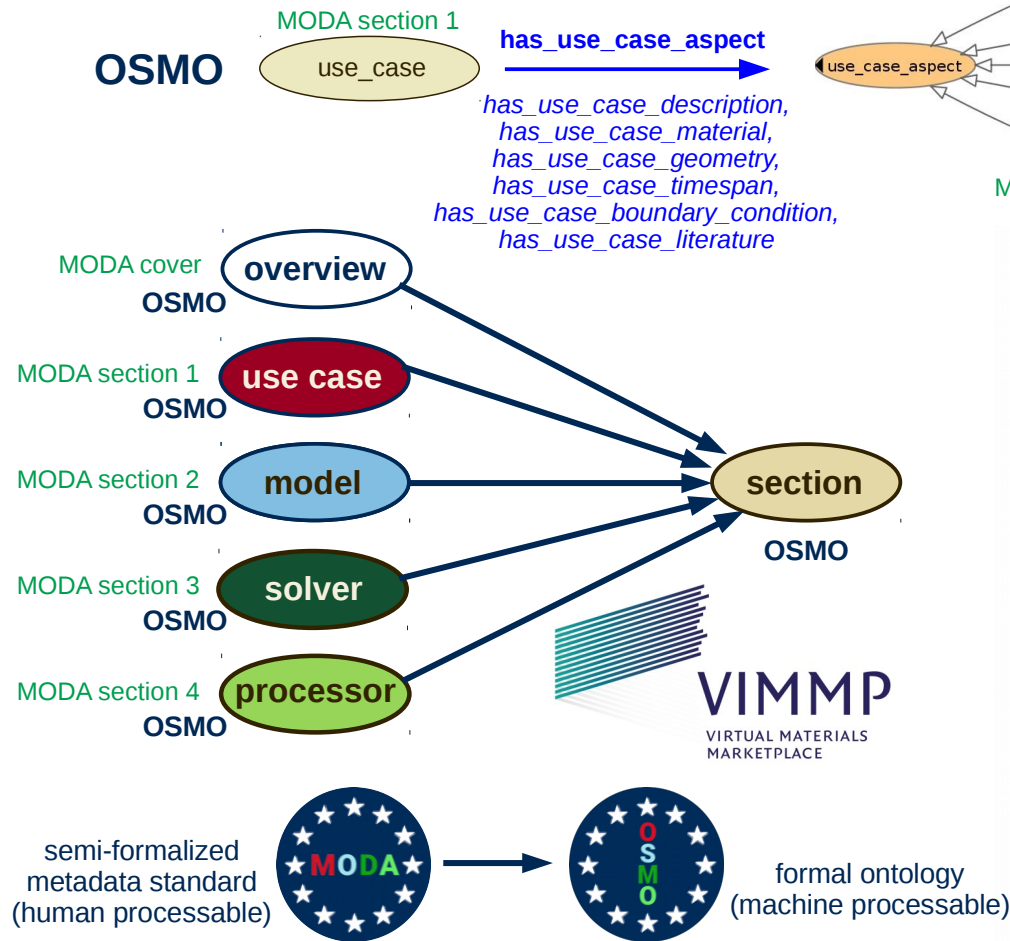 MODA section 1
OSMO
use_case
has_use_case_aspect
use_case_aspect
has_use_case_description,
has_use_case_material,
has_use_case_geometry,
has_use_case_timespan,
has_use_case_boundary_condition,
has_use_case_literature
M
MODA cover
OSMO
overview
MODA section 1
OSMO
use case
MODA section 2
OSMO
model
section
OSMO
MODA section 3
OSMO
solver
MODA section 4
OSMO
processor
VIMMP
VIRTUAL MATERIALS
MARKETPLACE
semi-formalized
metadata standard
(human processable)
MODA
O
S
M
O
formal ontology
(machine processable)